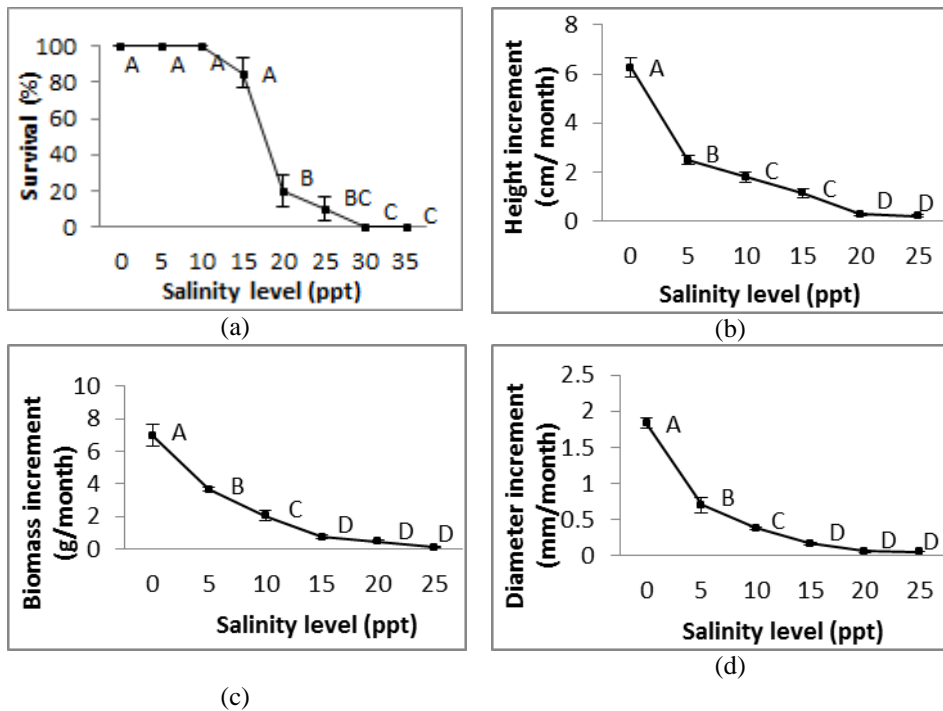 100
80
60
40
20
0
Survival (%)
A A A A B BC C C
0 5 10 15 20 25 30 35
Salinity level (ppt)
(a)
8
6
4
2
0
Height increment
(cm/ month)
A B C C D D
0 5 10 15 20 25
Salinity level (ppt)
(b)
10
8
6
4
2
0
Biomass increment
(g/month)
A B C D D D
0 5 10 15 20 25
Salinity level (ppt)
(c)
2.5
2
1.5
1
0.5
0
Diameter increment
(mm/month)
A B C D D D
0 5 10 15 20 25
Salinity level (ppt)
(d)